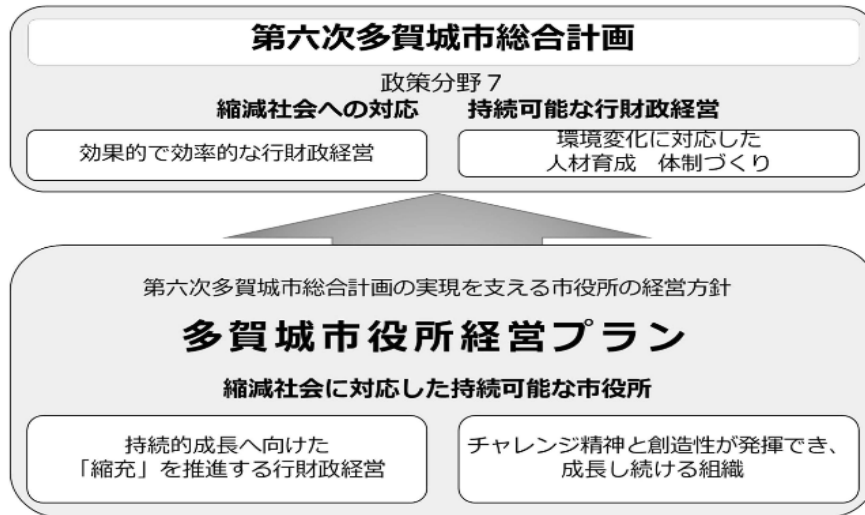 第六次多賀城市総合計画
政策分野７
縮減社会への対応　持続可能な行財政経営
効果的で効率的な行財政経営
環境変化に対応した
人材育成　体制づくり
第六次多賀城市総合計画の実現を支える市役所の経営方針
多賀城市役所経営プラン
縮減社会に対応した持続可能な市役所
持続的成長へ向けた
「縮充」を推進する行財政経営
チャレンジ精神と創造性が発揮でき、
成長し続ける組織